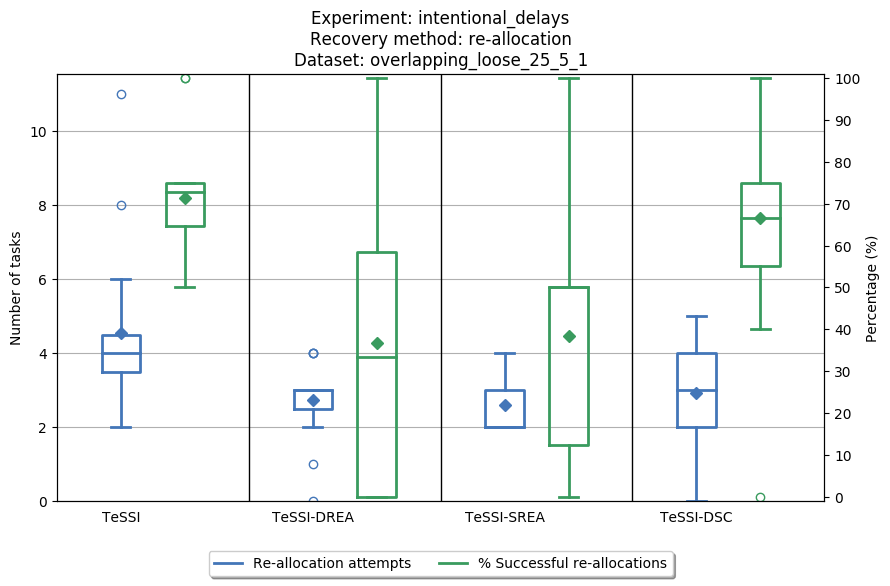 Experiment: intentional_delays
Recovery method: re-allocation
Dataset: overlapping_loose_25_5_1
Number of tasks
10
8
6
4
2
0
100
90
80
70
60
50
40
30
20
10
0
Percentage (%)
TeSSI
TeSSI-DREA
TeSSI-SREA
TeSSI-DSC
Re-allocation attempts
% Successful re-allocations